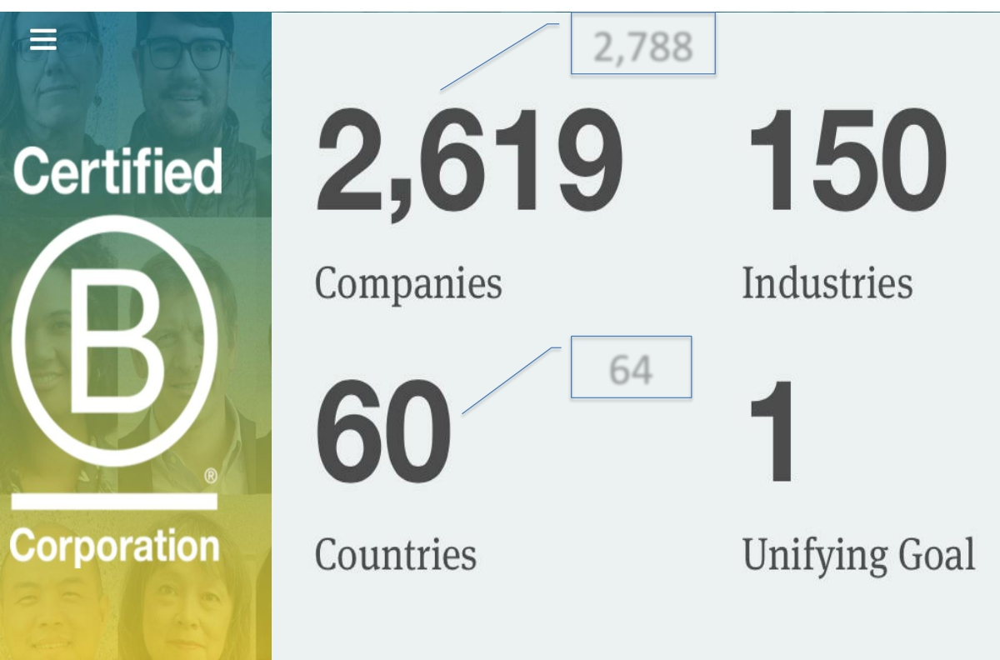 Certified
B
®
Corporation
2,788
2,619
150
Companies
Industries
64
60
1
Countries
Unifying Goal